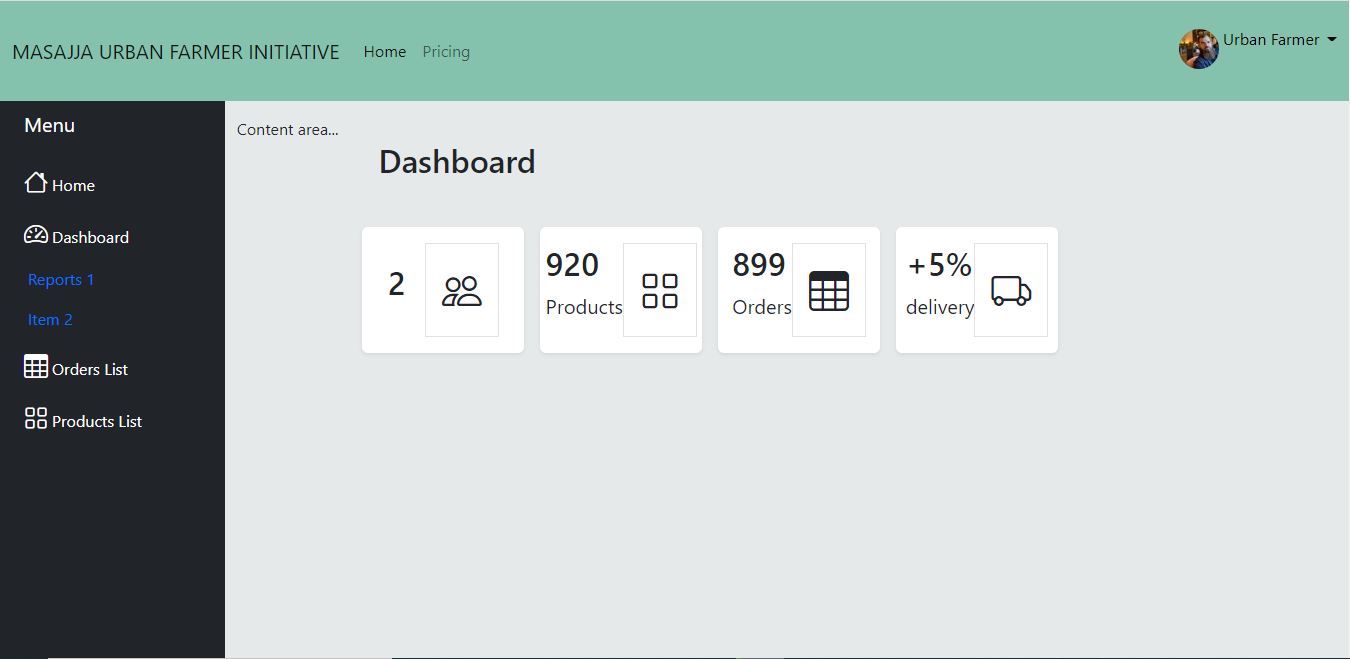 MASAJJA URBAN FARMER INITIATIVE Home Pricing Urban Farmer
Menu
Home
Dashboard
Reports 1
Item 2
Orders List
Products List
Content area...
Dashboard
2
920
Products
899
Orders
+5%
delivery